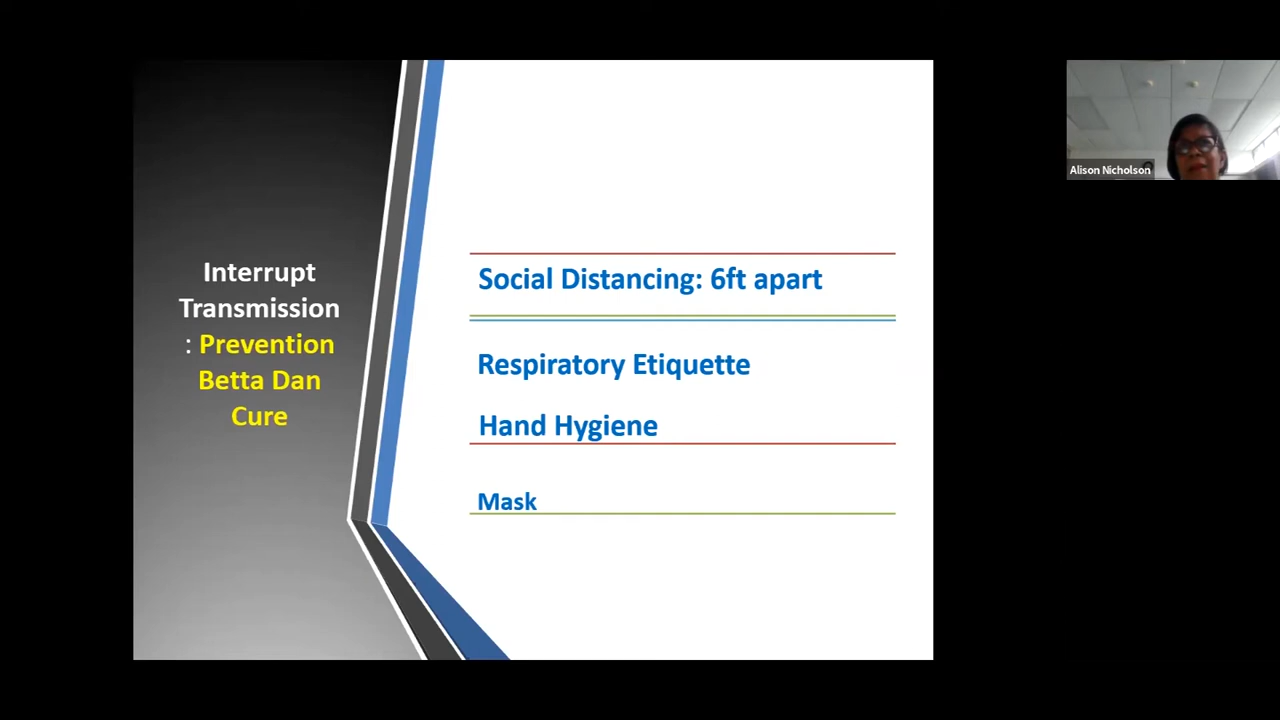 Interrupt
Transmission
: Prevention
Betta Dan
Cure
Social Distancing: 6ft apart
Respiratory Etiquette
Hand Hygiene
Mask
Alison Nicholson